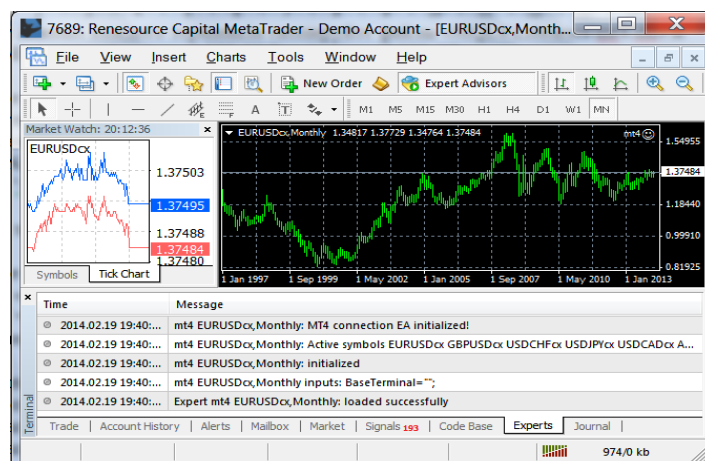 7689: Renesource Capital MetaTrader - Demo Account - [EURUSDcx,Month...
File View Insert Charts Tools Window Help
New Order Expert Advisors
A T M1 M5 M15 M30 H1 H4 D1 W1 MN
Market Watch: 20:12:36
EURUSDcx
1.37503
1.37495
1.37488
1.37484
1.37480
Symbols Tick Chart
EURUSDcx,Monthly 1.34817 1.37729 1.34764 1.37484
mt4
1.54955
1.37484
1.18440
0.99910
0.81925
1 Jan 1997 1 Sep 1999 1 May 2002 1 Jan 2005 1 Sep 2007 1 May 2010 1 Jan 2013
Time Message
2014.02.19 19:40:... mt4 EURUSDcx,Monthly: MT4 connection EA initialized!
2014.02.19 19:40:... mt4 EURUSDcx,Monthly: Active symbols EURUSDcx GBPUSDcx USDCHFcx USDJPYcx USDCADcx A...
2014.02.19 19:40:... mt4 EURUSDcx,Monthly: initialized
2014.02.19 19:40:... mt4 EURUSDcx,Monthly inputs: BaseTerminal="";
2014.02.19 19:40:... Expert mt4 EURUSDcx,Monthly: loaded successfully
Terminal
Trade Account History Alerts Mailbox Market Signals 193 Code Base Experts Journal
974/0 kb